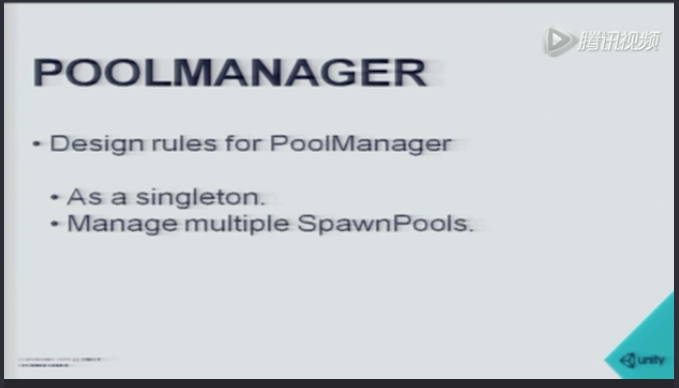 腾讯视频
POOLMANAGER
• Design rules for PoolManager
• As a singleton.
• Manage multiple SpawnPools.
unity